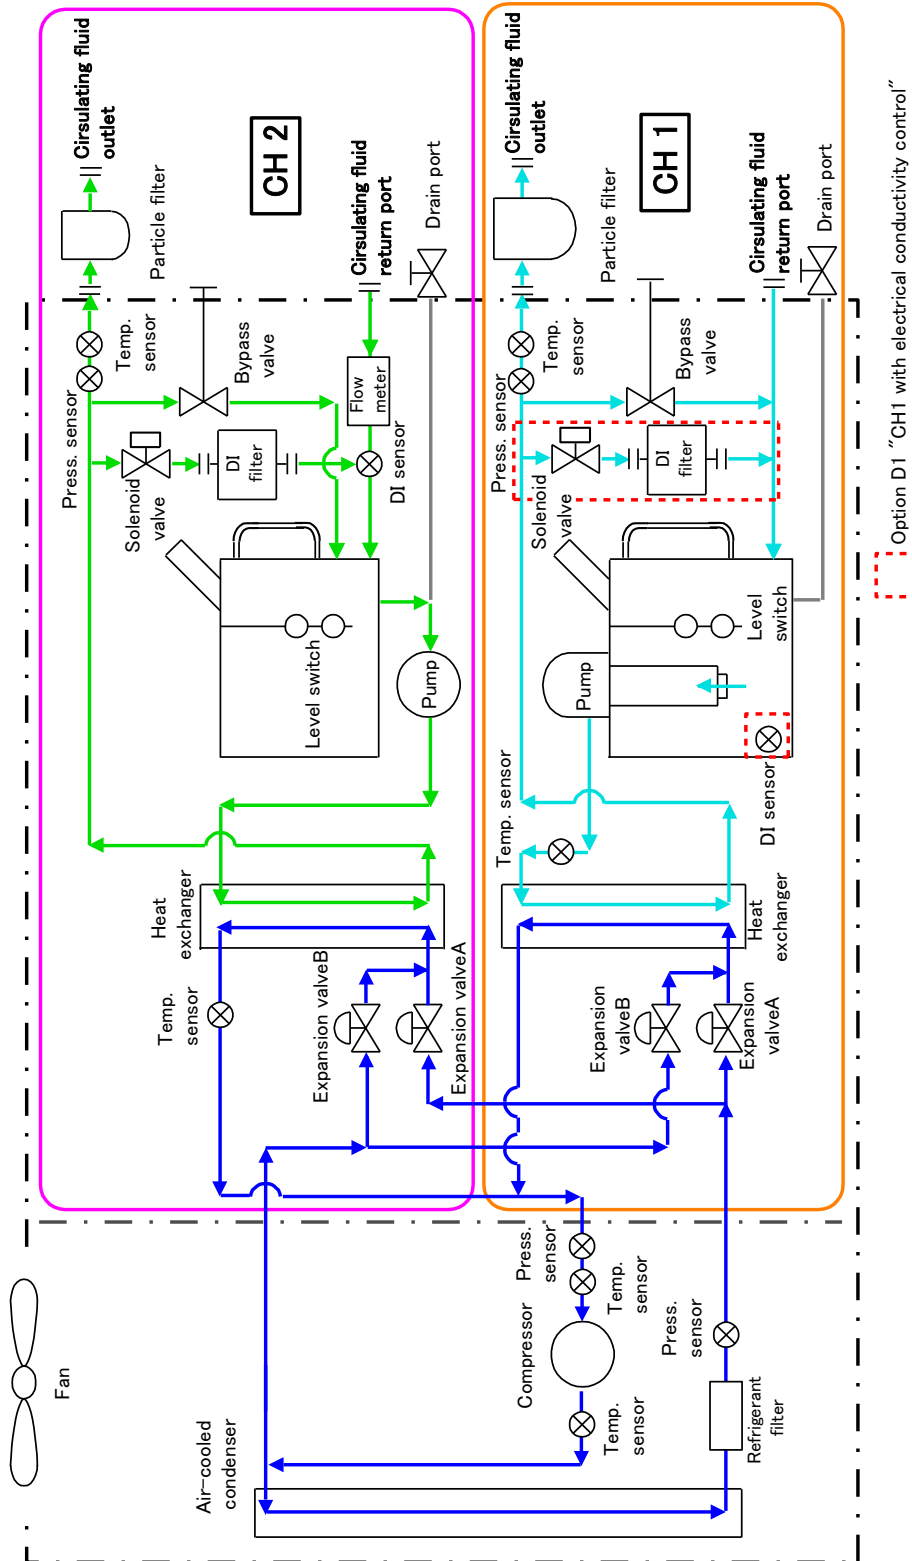 Cirsulating fluid
outlet
Particle filter
CH 2
Cirsulating fluid
return port
Drain port
Temp.
sensor
Press. sensor
Bypass
valve
Flow
meter
Solenoid
valve
DI
filter
DI sensor
Level switch
Pump
Heat
exchanger
Temp.
sensor
Expansion valveB
Expansion valveA
Cirsulating fluid
outlet
Particle filter
CH 1
Cirsulating fluid
return port
Drain port
Temp.
sensor
Press. sensor
Bypass
valve
Solenoid
valve
DI
filter
Level
switch
Pump
DI sensor
Temp. sensor
Heat
exchanger
Expansion
valveB
Expansion
valveA
Option D1 ˝CH1 with electrical conductivity control˝
Fan
Air-cooled
condenser
Compressor
Press.
sensor
Temp.
sensor
Temp.
sensor
Press.
sensor
Refrigerant
filter